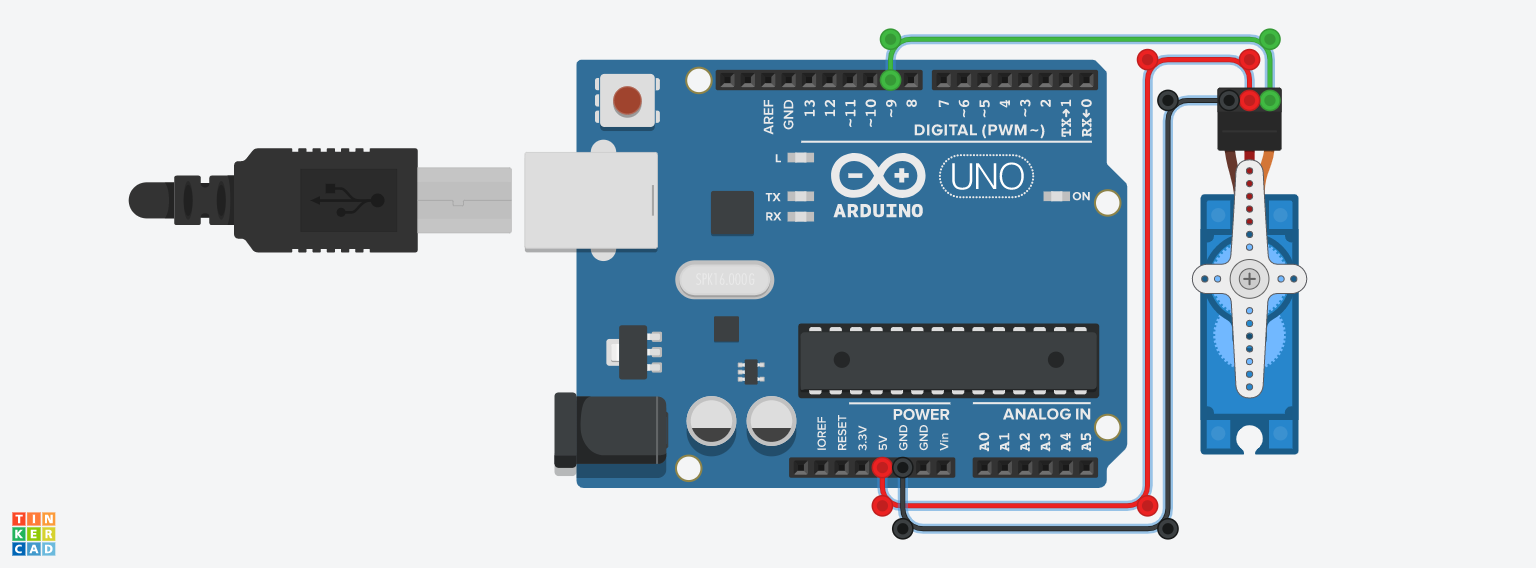 AREF
GND
13
12
~11
~10
~9
8
7
~6
~5
4
~3
2
TX→1
RX←0
DIGITAL (PWM~)
L
TX
RX
ARDUINO
UNO
ON
SPK16.000G
POWER
ANALOG IN
IOREF
RESET
3.3V
5V
GND
GND
Vin
A0
A1
A2
A3
A4
A5
TIN
KER
CAD